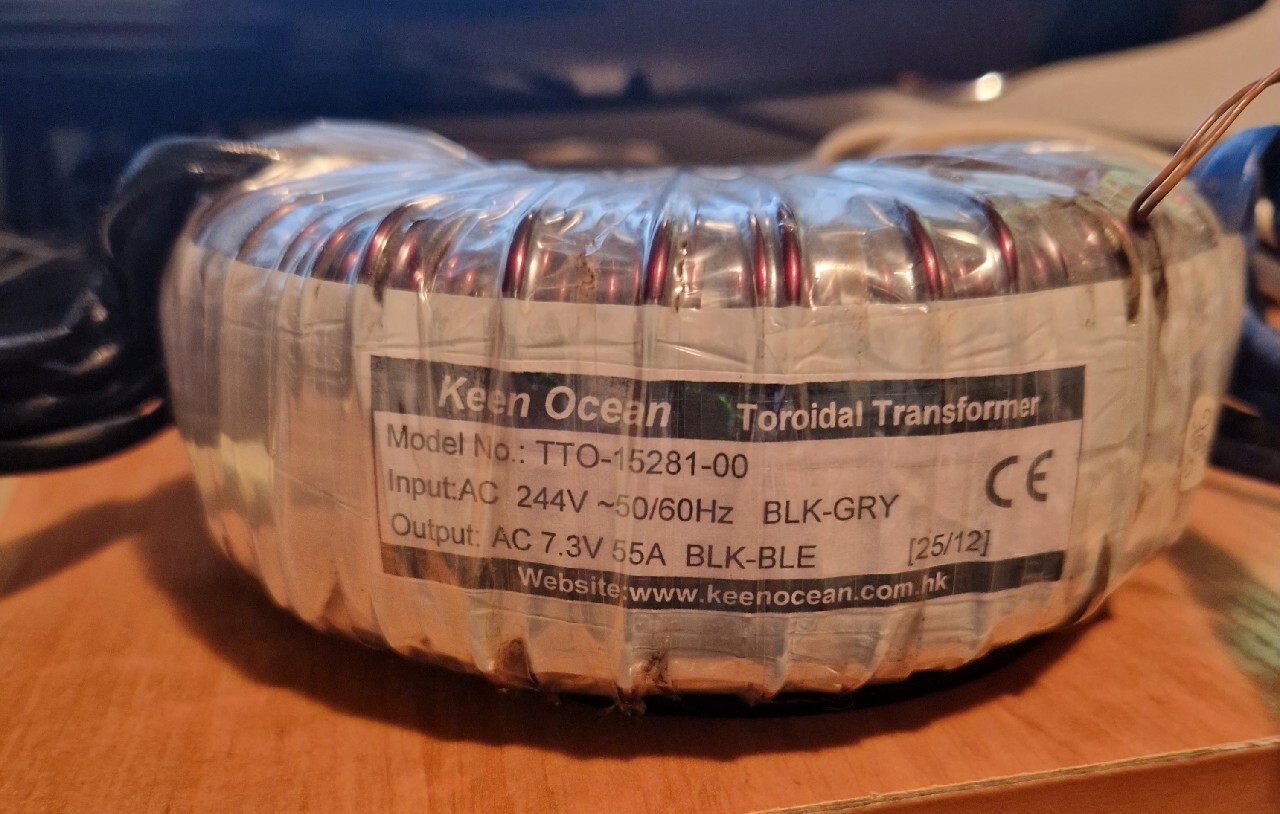 Keen Ocean Toroidal Transformer
Model No.: TTO-15281-00
Input:AC 244V ~50/60Hz BLK-GRY
CE
Output: AC 7.3V 55A BLK-BLE [25/12]
Website:www.keenocean.com.hk